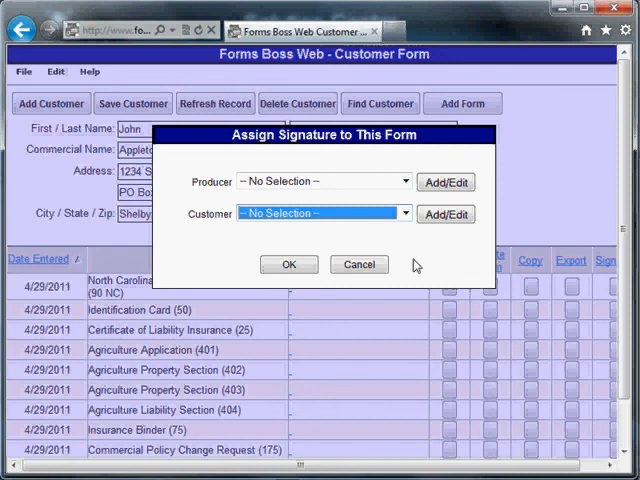 http://www.fo...
Forms Boss Web Customer ...
Forms Boss Web - Customer Form
File Edit Help
Add Customer Save Customer Refresh Record Delete Customer Find Customer Add Form
First / Last Name: John
Commercial Name:
Address: 1234 S
PO Bo
City / State / Zip: Shelby
Assign Signature to This Form
Producer -- No Selection -- Add/Edit
Customer -- No Selection -- Add/Edit
OK Cancel
Date Entered Copy Export Sign
4/29/2011 North Carolina
(90 NC)
4/29/2011 Identification Card (50)
4/29/2011 Certificate of Liability Insurance (25)
4/29/2011 Agriculture Application (401)
4/29/2011 Agriculture Property Section (402)
4/29/2011 Agriculture Property Section (403)
4/29/2011 Agriculture Liability Section (404)
4/29/2011 Insurance Binder (75)
4/29/2011 Commercial Policy Change Request (175)